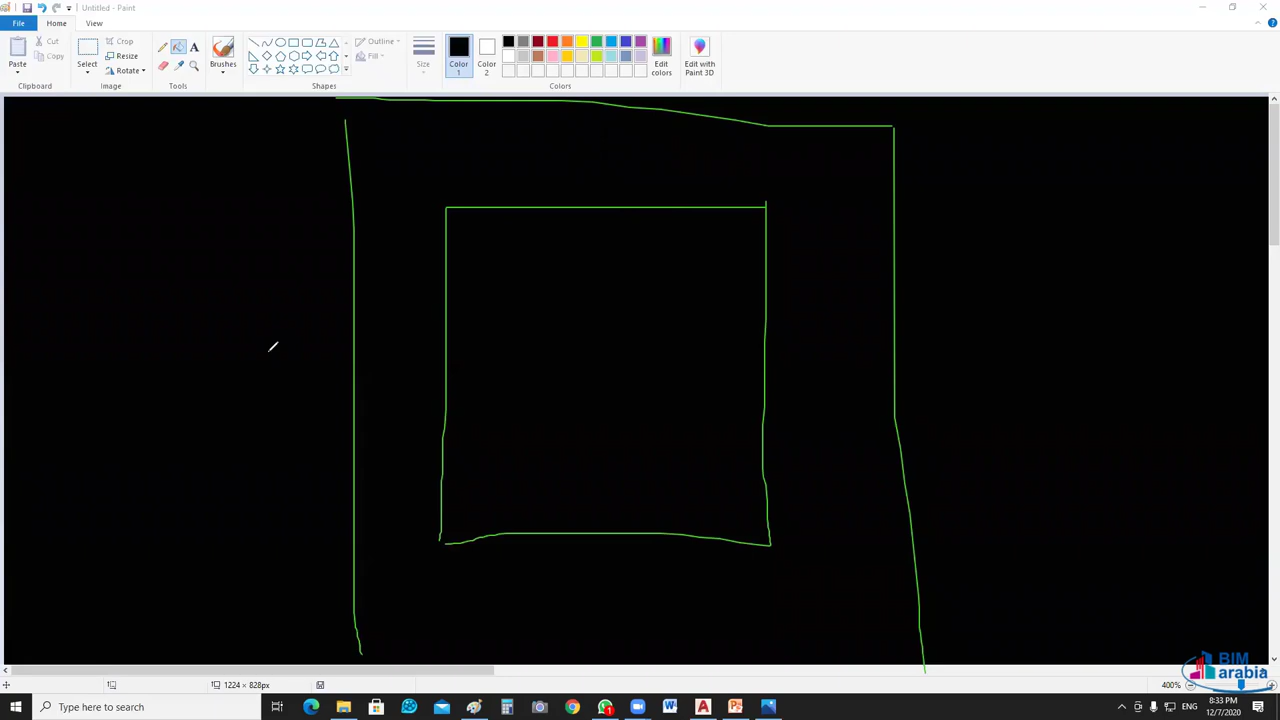 Untitled - Paint
File
Home
View
Paste
Cut
Copy
Clipboard
Select
Crop
Resize
Rotate
Image
A
Tools
Brushes
Shapes
Outline
Fill
Size
Color 1
Color 2
Edit colors
Colors
Edit with Paint 3D
1224 × 828px
400%
BIM
arabia
Type here to search
1
W
A
P
ENG
8:33 PM
12/7/2020